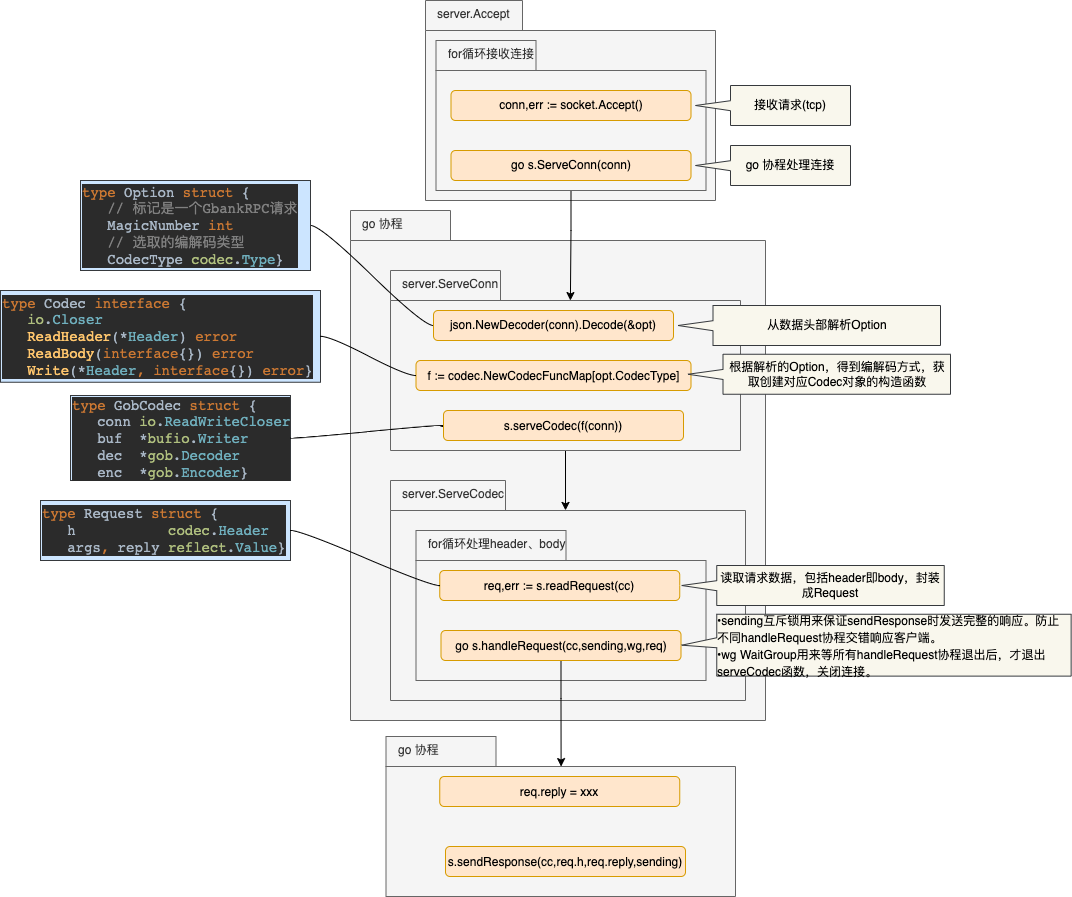 server.Accept
for循环接收连接
conn,err := socket.Accept()
接收请求(tcp)
go s.ServeConn(conn)
go 协程处理连接
type Option struct {
// 标记是一个GbankRPC请求
MagicNumber int
// 选取的编解码类型
CodecType codec.Type}
go 协程
server.ServeConn
type Codec interface {
io.Closer
ReadHeader(*Header) error
ReadBody(interface{}) error
Write(*Header, interface{}) error}
json.NewDecoder(conn).Decode(&opt)
从数据头部解析Option
f := codec.NewCodecFuncMap[opt.CodecType]
根据解析的Option，得到编解码方式，获
取创建对应Codec对象的构造函数
type GobCodec struct {
conn io.ReadWriteCloser
buf *bufio.Writer
dec *gob.Decoder
enc *gob.Encoder}
s.serveCodec(f(conn))
server.ServeCodec
type Request struct {
h codec.Header
args, reply reflect.Value}
for循环处理header、body
req,err := s.readRequest(cc)
读取请求数据，包括header即body，封装
成Request
go s.handleRequest(cc,sending,wg,req)
•sending互斥锁用来保证sendResponse时发送完整的响应。防止
不同handleRequest协程交错响应客户端。
•wg WaitGroup用来等所有handleRequest协程退出后，才退出
serveCodec函数，关闭连接。
go 协程
req.reply = xxx
s.sendResponse(cc,req.h,req.reply,sending)